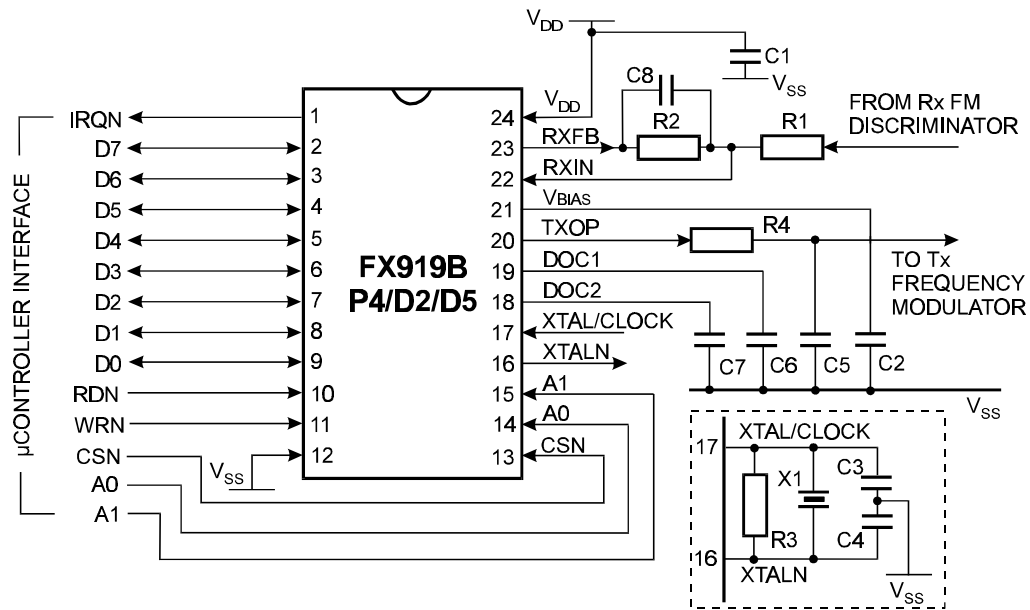 VDD
C1
VSS
C8
R2
R1
FROM Rx FM
DISCRIMINATOR
µCONTROLLER INTERFACE
IRQN
D7
D6
D5
D4
D3
D2
D1
D0
RDN
WRN
CSN
A0
A1
VSS
1
2
3
4
5
6
7
8
9
10
11
12
FX919B
P4/D2/D5
24
23
22
21
20
19
18
17
16
15
14
13
VDD
RXFB
RXIN
VBIAS
TXOP
DOC1
DOC2
XTAL/CLOCK
XTALN
A1
A0
CSN
R4
TO Tx
FREQUENCY
MODULATOR
C7
C6
C5
C2
VSS
17
XTAL/CLOCK
X1
C3
R3
C4
16
XTALN
VSS